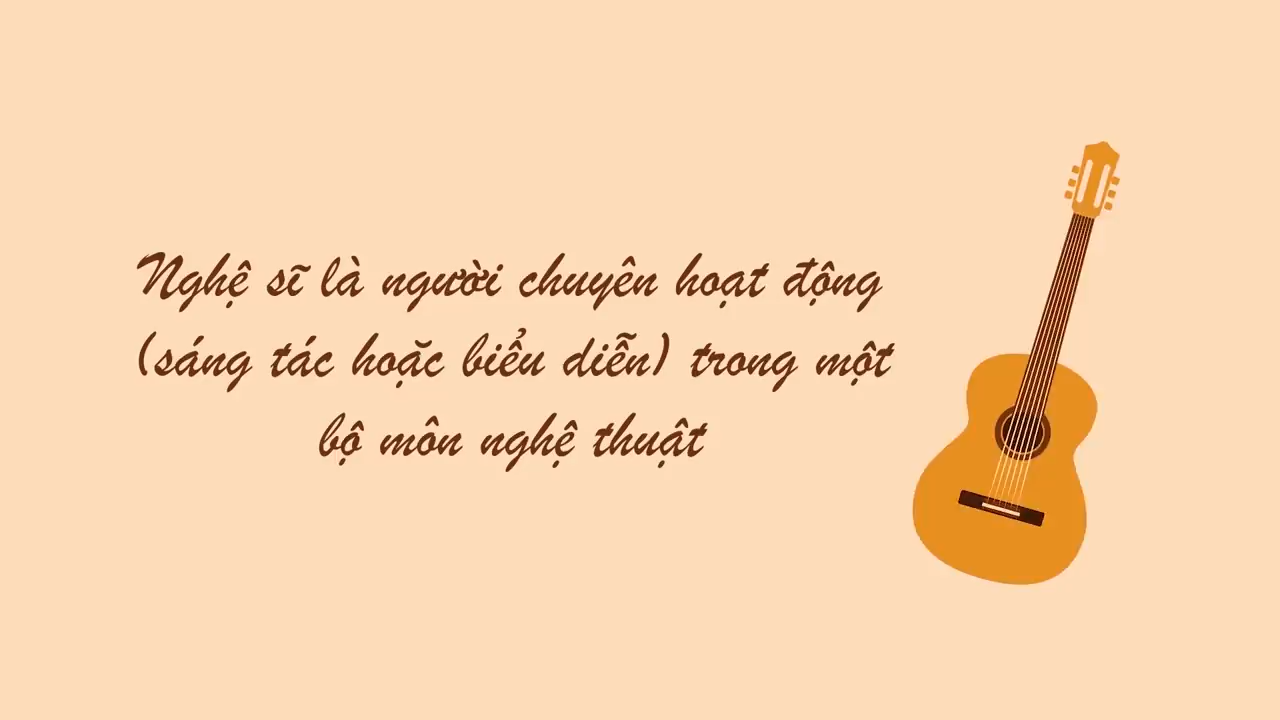 Nghệ sĩ là người chuyên hoạt động
(sáng tác hoặc biểu diễn) trong một
bộ môn nghệ thuật